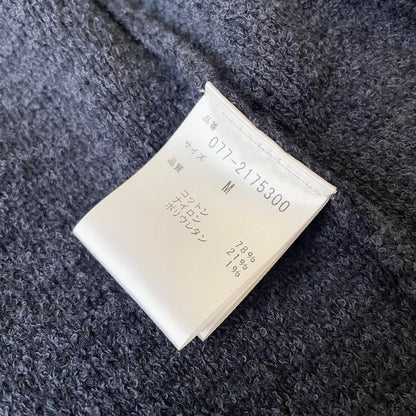 品番 077-2175300
サイズ M
品質
コットン 78%
ナイロン 21%
ポリウレタン 1%